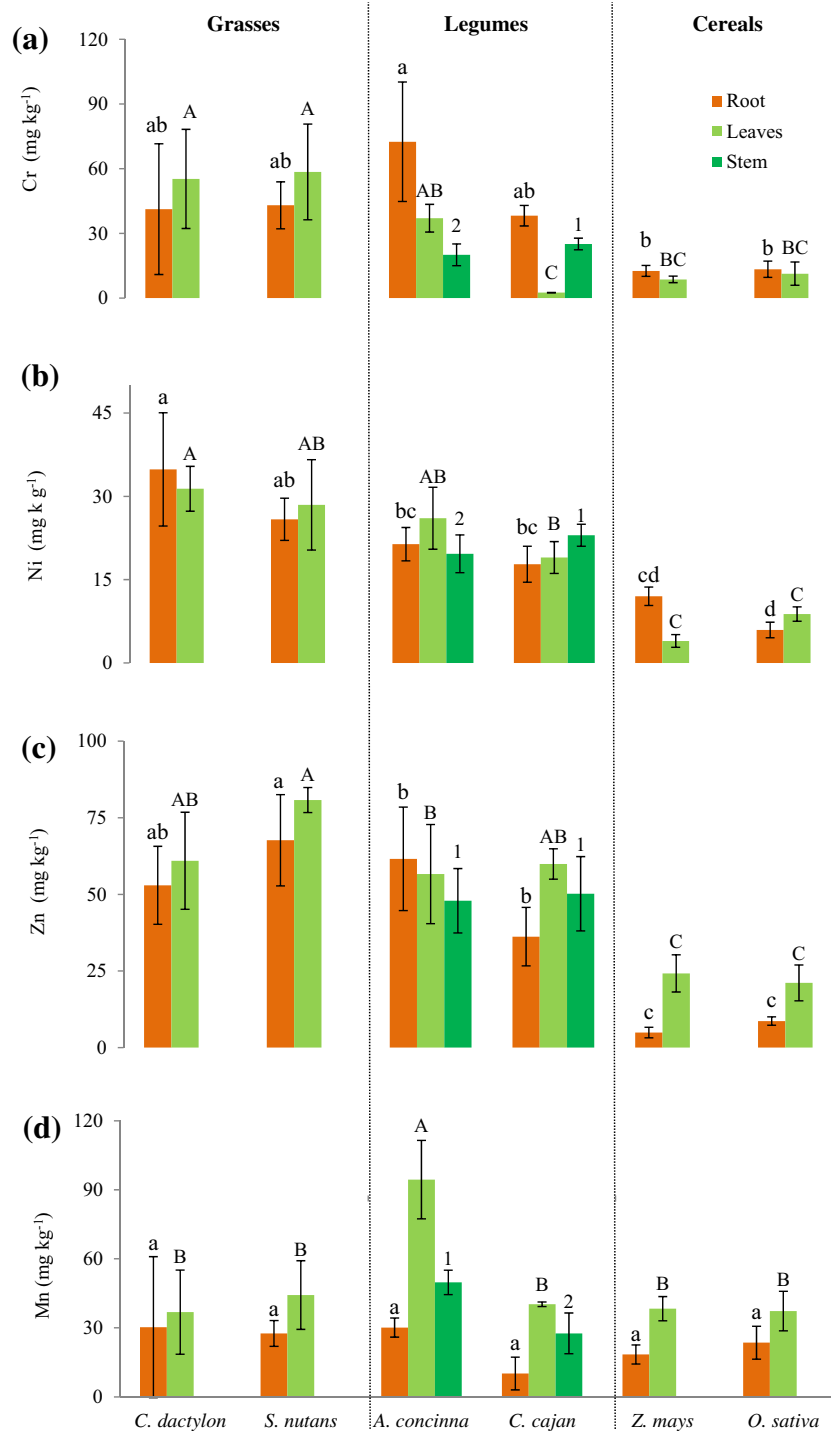 Grasses Legumes Cereals
(a)
Cr (mg kg-1)
120
90
60
30
0
ab A ab A a AB 2 ab C 1 b BC b BC
Root
Leaves
Stem
(b)
Ni (mg k g-1)
45
30
15
0
a A ab AB bc AB 2 bc B 1 cd C d C
(c)
Zn (mg kg-1)
100
75
50
25
0
ab AB a A b B 1 b AB 1 c C c C
(d)
Mn (mg kg-1)
120
90
60
30
0
a B a B a A 1 a B 2 a B a B
C. dactylon S. nutans A. concinna C. cajan Z. mays O. sativa